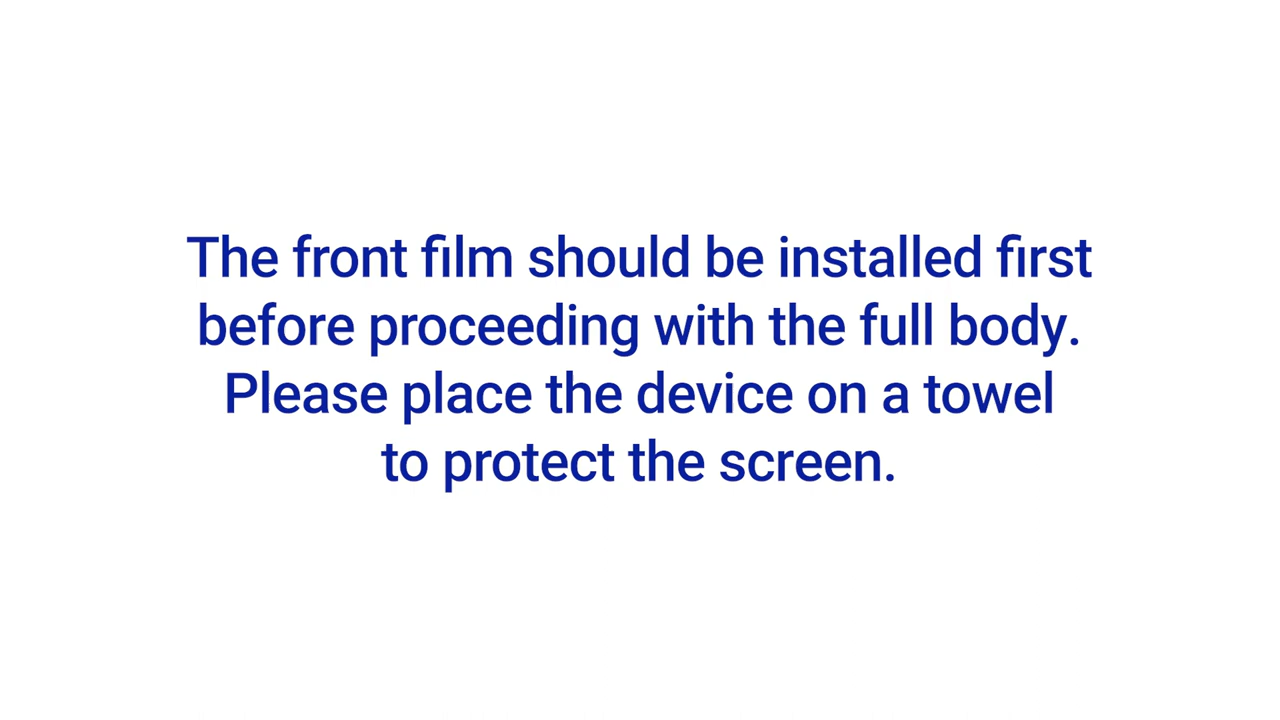 The front film should be installed first
before proceeding with the full body.
Please place the device on a towel
to protect the screen.